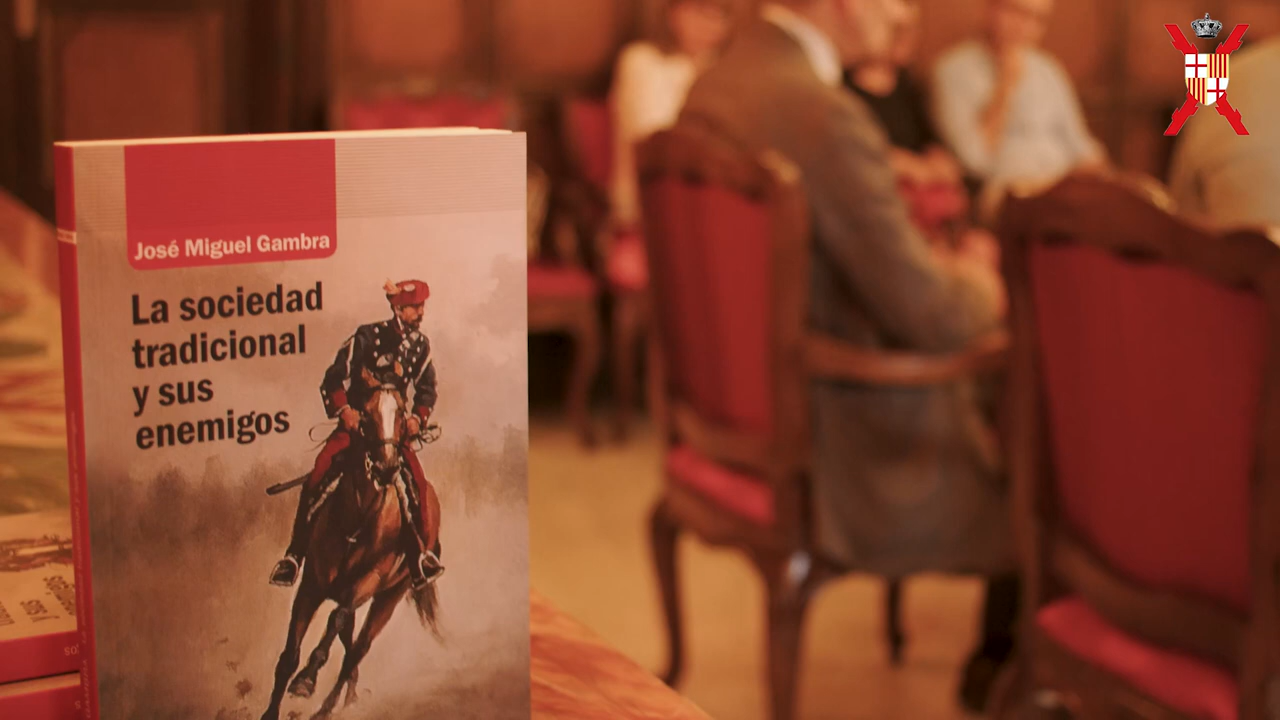 José Miguel Gambra
La sociedad
tradicional
y sus
enemigos